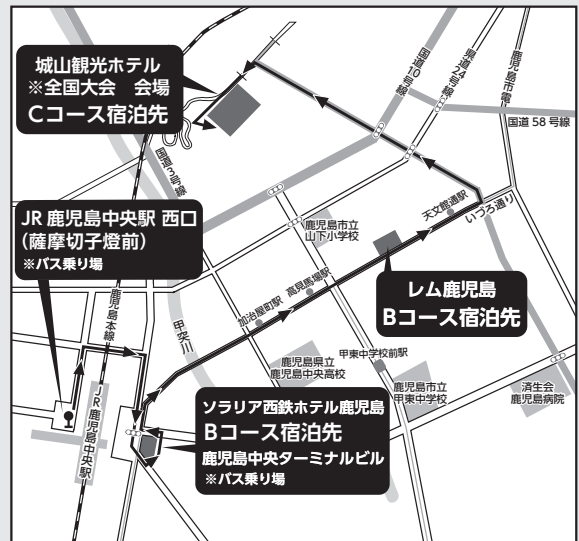 城山観光ホテル
※全国大会　会場
Cコース宿泊先
国道10号線
県道24号線
鹿児島市電
国道 58 号線
国道3号線
JR 鹿児島中央駅 西口
(薩摩切子燈前)
※バス乗り場
鹿児島市立
山下小学校
天文館通駅
いづろ通り
レム鹿児島
Bコース宿泊先
高見馬場駅
加治屋町駅
鹿児島本線
甲突川
鹿児島県立
鹿児島中央高校
甲東中学校前駅
鹿児島市立
甲東中学校
済生会
鹿児島病院
JR 鹿児島中央駅
ソラリア西鉄ホテル鹿児島
Bコース宿泊先
鹿児島中央ターミナルビル
※バス乗り場